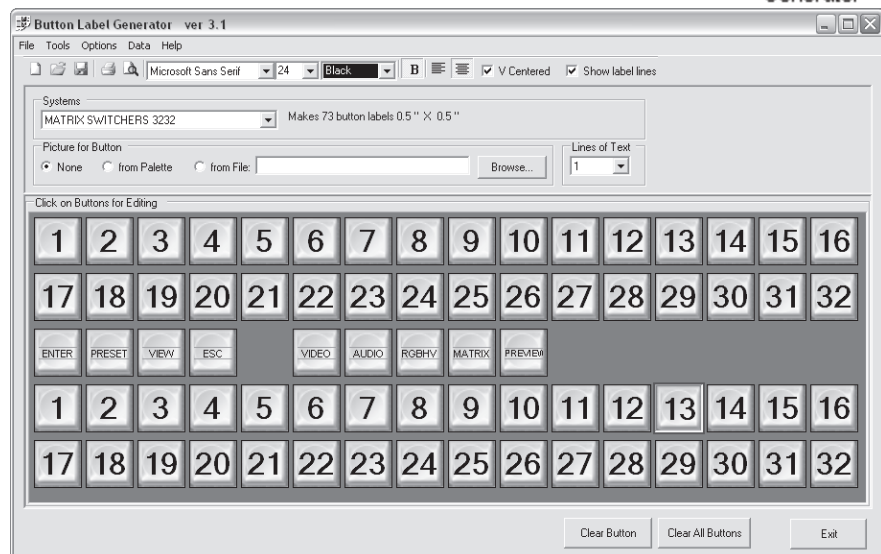 Button Label Generator ver 3.1
File Tools Options Data Help
Microsoft Sans Serif 24 Black B V Centered Show label lines
Systems
MATRIX SWITCHERS 3232 Makes 73 button labels 0.5 " X 0.5 "
Picture for Button Lines of Text
None from Palette from File: Browse... 1
Click on Buttons for Editing
1 2 3 4 5 6 7 8 9 10 11 12 13 14 15 16
17 18 19 20 21 22 23 24 25 26 27 28 29 30 31 32
ENTER PRESET VIEW ESC VIDEO AUDIO RGBHV MATRIX PREVIEW
1 2 3 4 5 6 7 8 9 10 11 12 13 14 15 16
17 18 19 20 21 22 23 24 25 26 27 28 29 30 31 32
Clear Button Clear All Buttons Exit